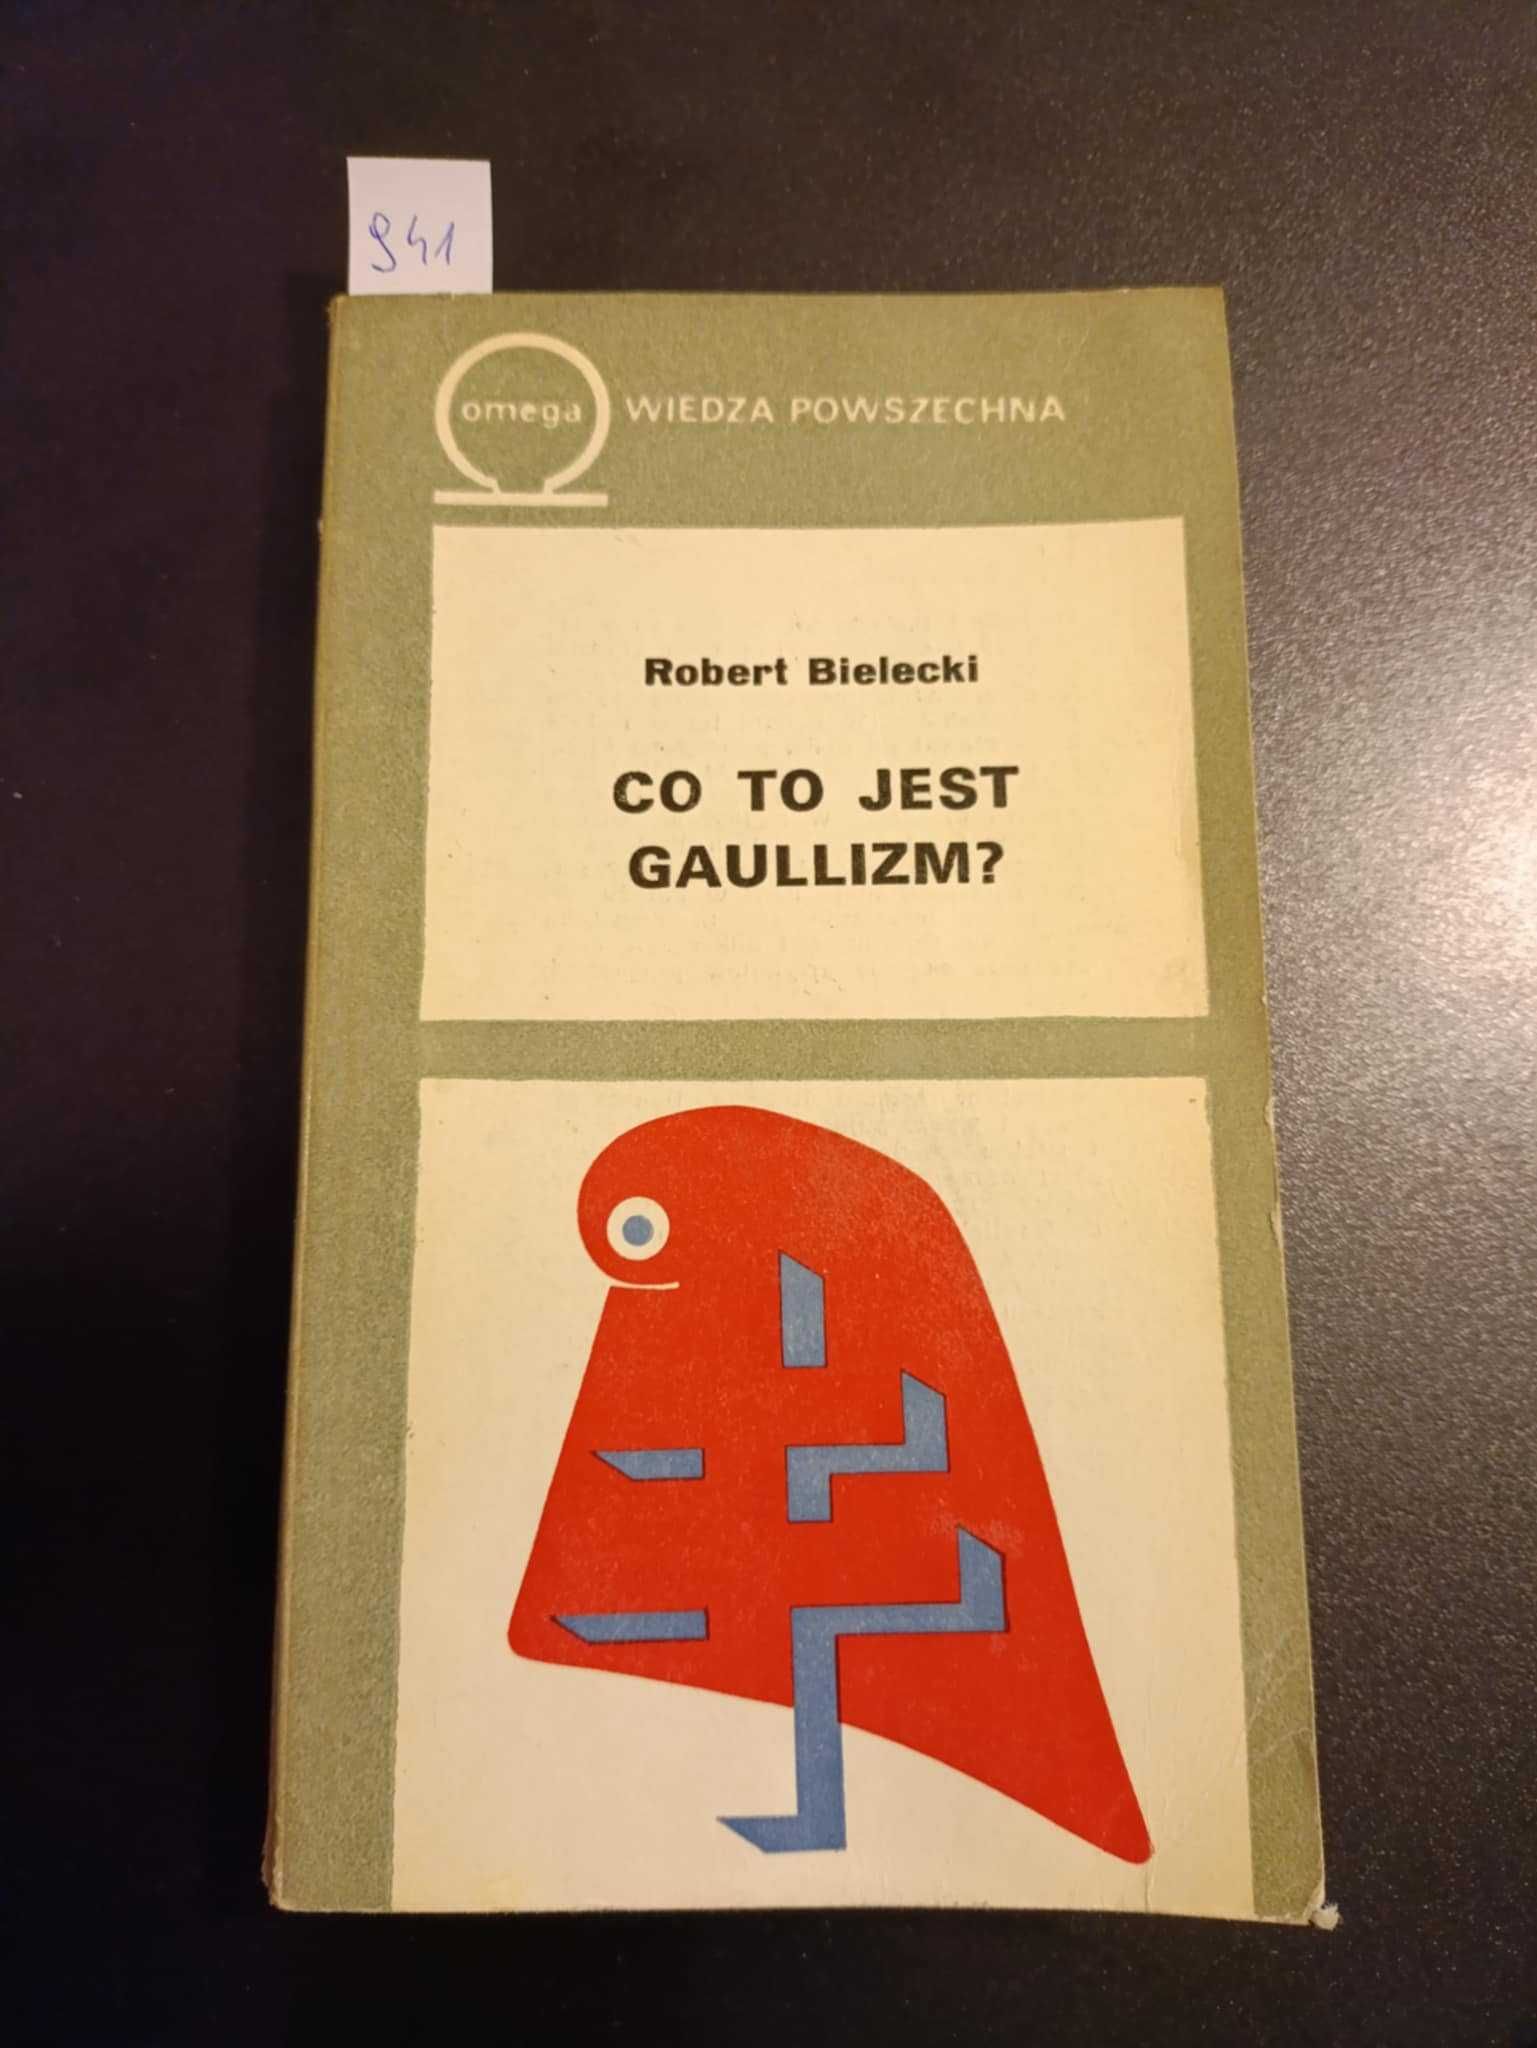 941
omega WIEDZA POWSZECHNA
Robert Bielecki
CO TO JEST
GAULLIZM?